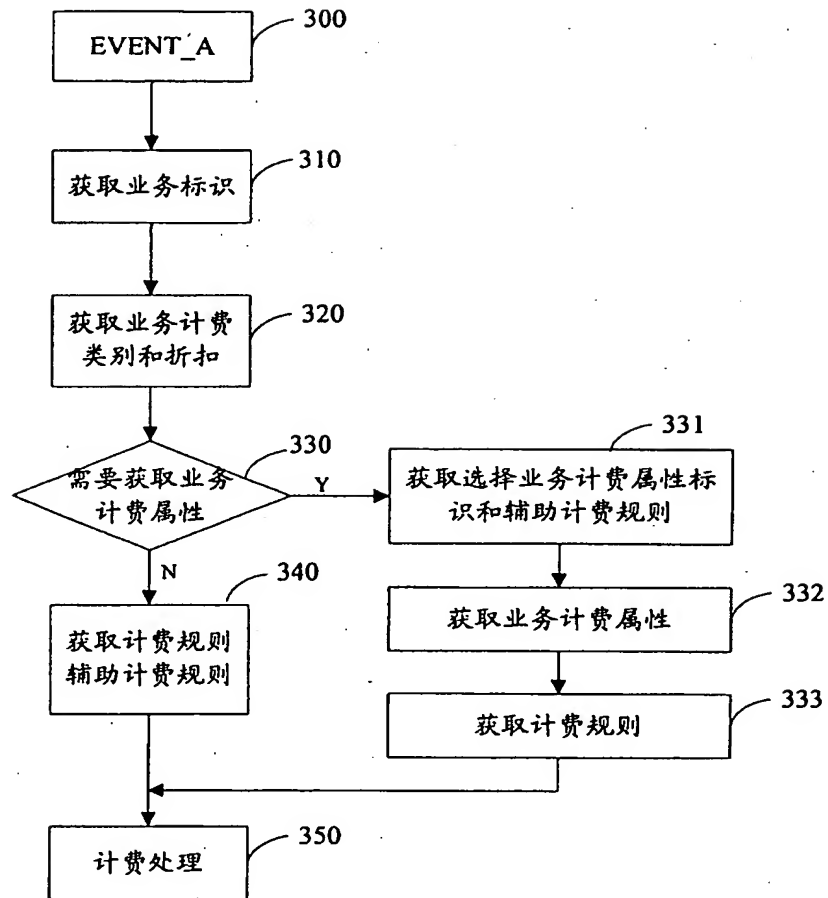 EVENT_A
300
获取业务标识
310
获取业务计费
类别和折扣
320
需要获取业务
计费属性
330
Y
N
获取选择业务计费属性标
识和辅助计费规则
331
获取业务计费属性
332
获取计费规则
333
获取计费规则
辅助计费规则
340
计费处理
350